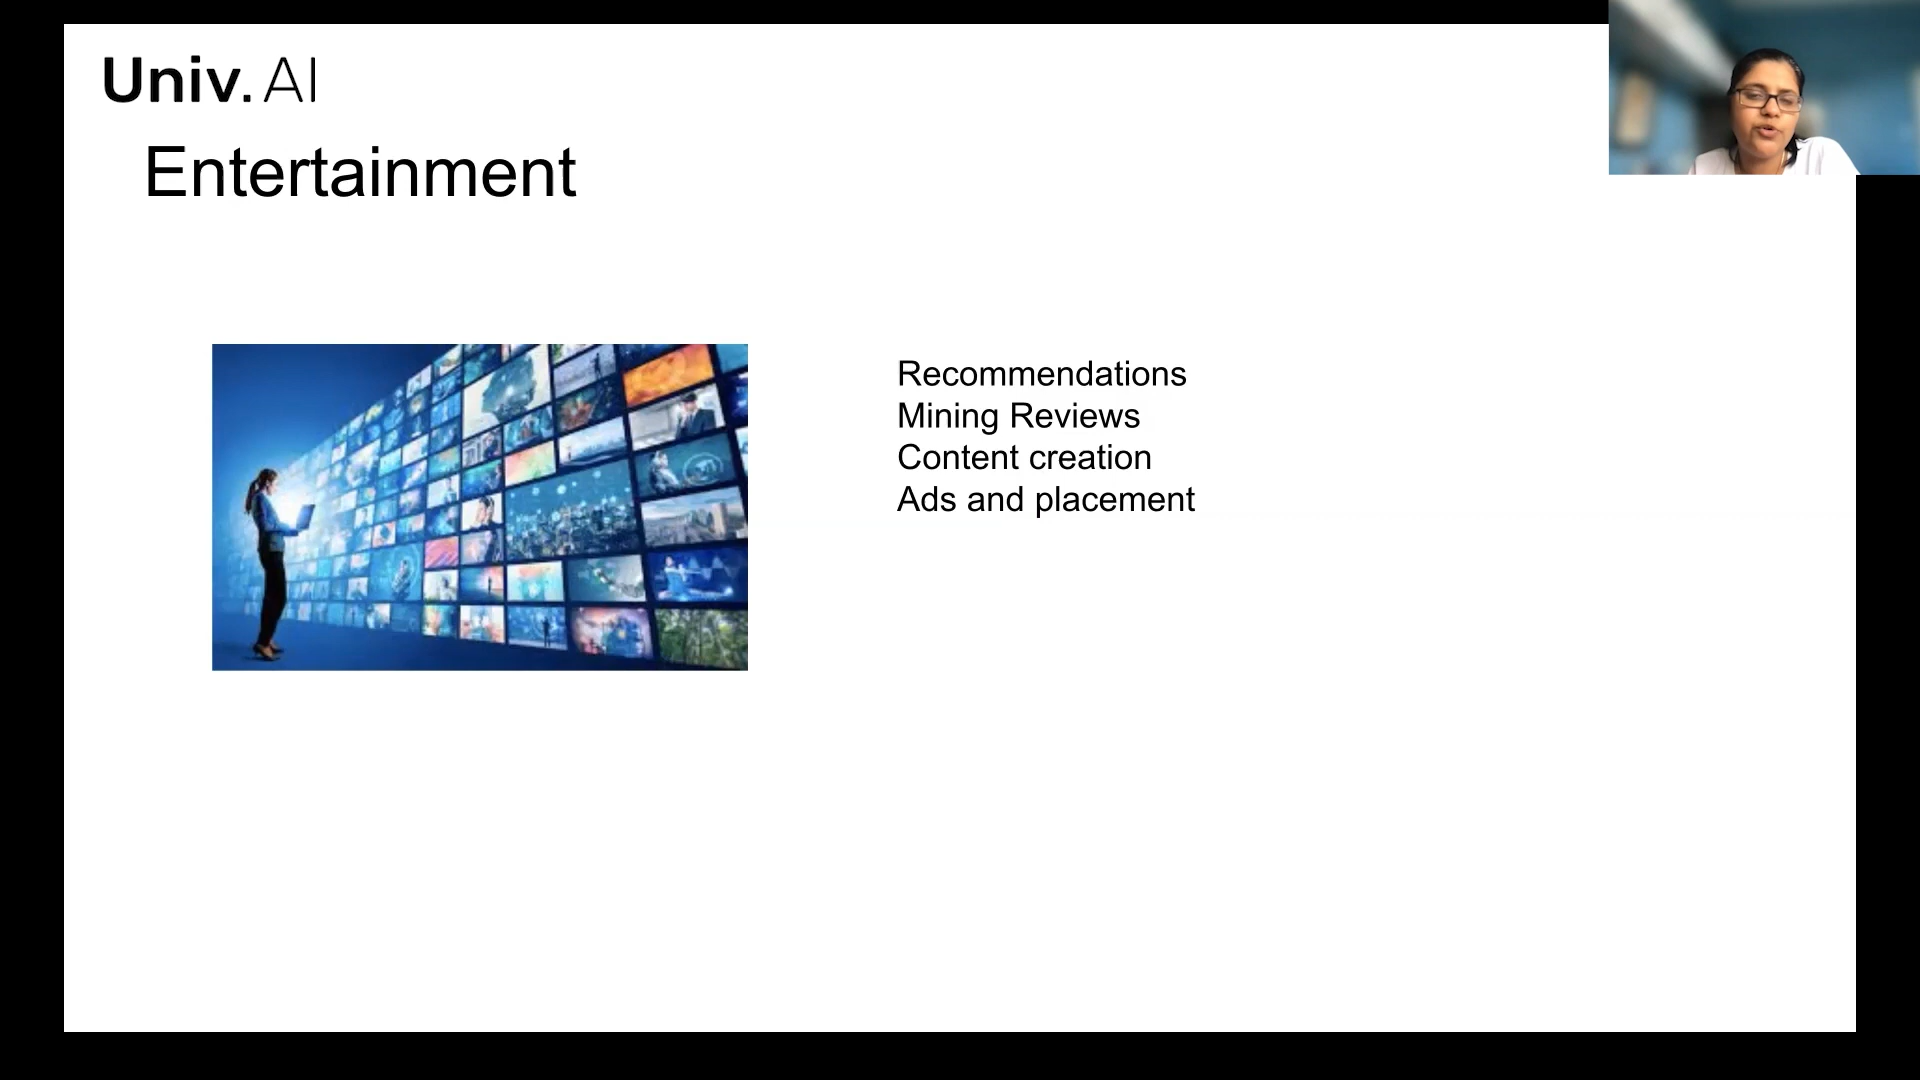 Univ.AI
Entertainment
Recommendations
Mining Reviews
Content creation
Ads and placement